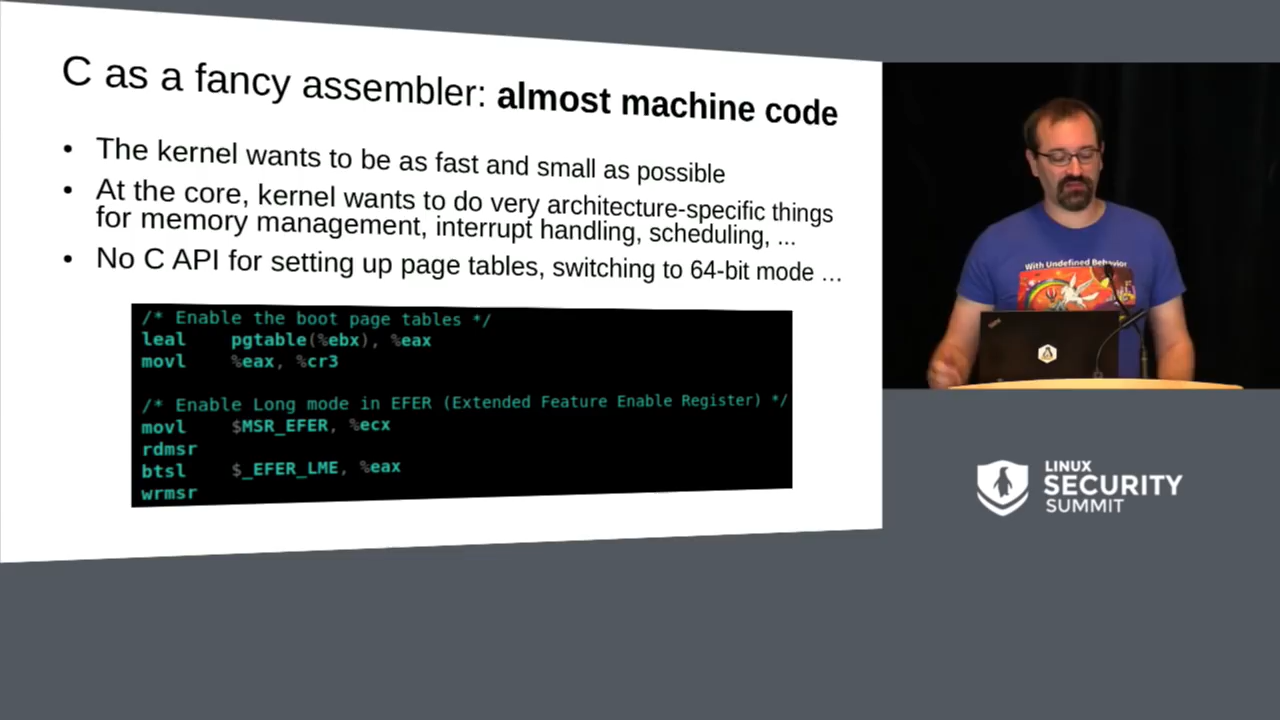 C as a fancy assembler: almost machine code
• The kernel wants to be as fast and small as possible
• At the core, kernel wants to do very architecture-specific things
for memory management, interrupt handling, scheduling, ...
• No C API for setting up page tables, switching to 64-bit mode …
/* Enable the boot page tables */
leal pgtable(%ebx), %eax
movl %eax, %cr3
/* Enable Long mode in EFER (Extended Feature Enable Register) */
movl $MSR_EFER, %ecx
rdmsr
btsl $_EFER_LME, %eax
wrmsr
With Undefined Behavior
LINUX
SECURITY
SUMMIT